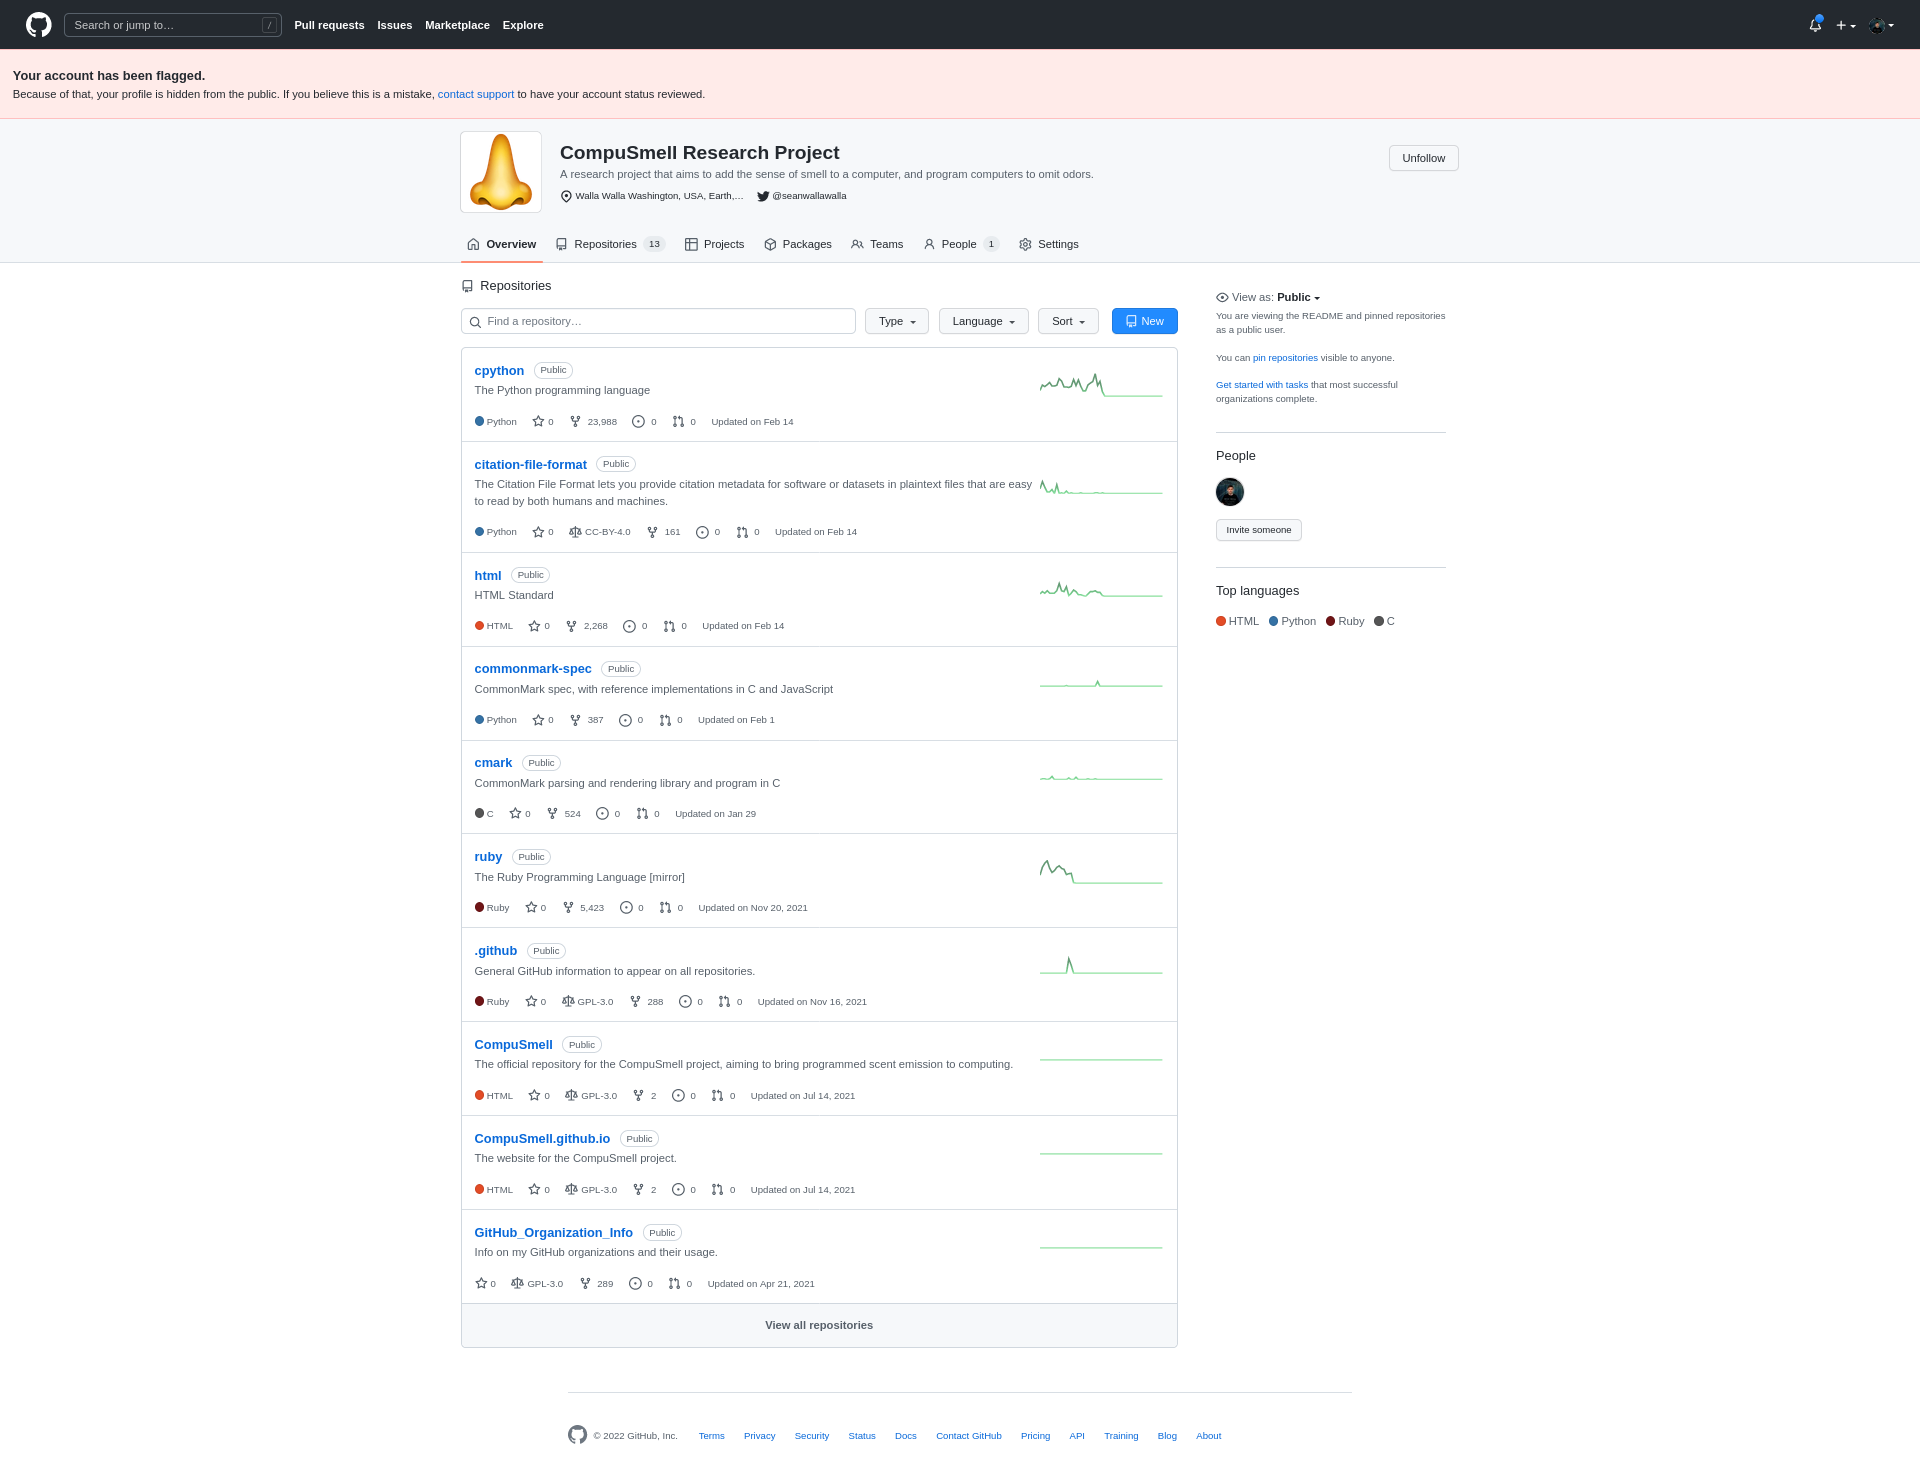 Search or jump to… /
Pull requests Issues Marketplace Explore
Your account has been flagged.
Because of that, your profile is hidden from the public. If you believe this is a mistake, contact support to have your account status reviewed.
CompuSmell Research Project
Unfollow
A research project that aims to add the sense of smell to a computer, and program computers to omit odors.
Walla Walla Washington, USA, Earth,… @seanwallawalla
Overview Repositories 13 Projects Packages Teams People 1 Settings
Repositories
Find a repository… Type Language Sort New
cpython Public
The Python programming language
Python 0 23,988 0 0 Updated on Feb 14
citation-file-format Public
The Citation File Format lets you provide citation metadata for software or datasets in plaintext files that are easy
to read by both humans and machines.
Python 0 CC-BY-4.0 161 0 0 Updated on Feb 14
html Public
HTML Standard
HTML 0 2,268 0 0 Updated on Feb 14
commonmark-spec Public
CommonMark spec, with reference implementations in C and JavaScript
Python 0 387 0 0 Updated on Feb 1
cmark Public
CommonMark parsing and rendering library and program in C
C 0 524 0 0 Updated on Jan 29
ruby Public
The Ruby Programming Language [mirror]
Ruby 0 5,423 0 0 Updated on Nov 20, 2021
.github Public
General GitHub information to appear on all repositories.
Ruby 0 GPL-3.0 288 0 0 Updated on Nov 16, 2021
CompuSmell Public
The official repository for the CompuSmell project, aiming to bring programmed scent emission to computing.
HTML 0 GPL-3.0 2 0 0 Updated on Jul 14, 2021
CompuSmell.github.io Public
The website for the CompuSmell project.
HTML 0 GPL-3.0 2 0 0 Updated on Jul 14, 2021
GitHub_Organization_Info Public
Info on my GitHub organizations and their usage.
0 GPL-3.0 289 0 0 Updated on Apr 21, 2021
View all repositories
View as: Public
You are viewing the README and pinned repositories
as a public user.
You can pin repositories visible to anyone.
Get started with tasks that most successful
organizations complete.
People
Invite someone
Top languages
HTML Python Ruby C
© 2022 GitHub, Inc. Terms Privacy Security Status Docs Contact GitHub Pricing API Training Blog About